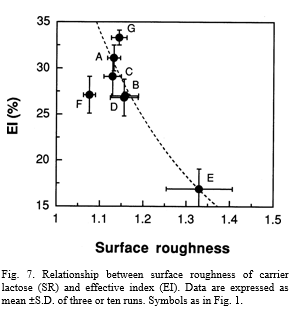 35
30
25
20
15
EI (%)
G
A
C
B
F
D
E
1 1.1 1.2 1.3 1.4 1.5
Surface roughness
Fig. 7. Relationship between surface roughness of carrier
lactose (SR) and effective index (EI). Data are expressed as
mean ±S.D. of three or ten runs. Symbols as in Fig. 1.